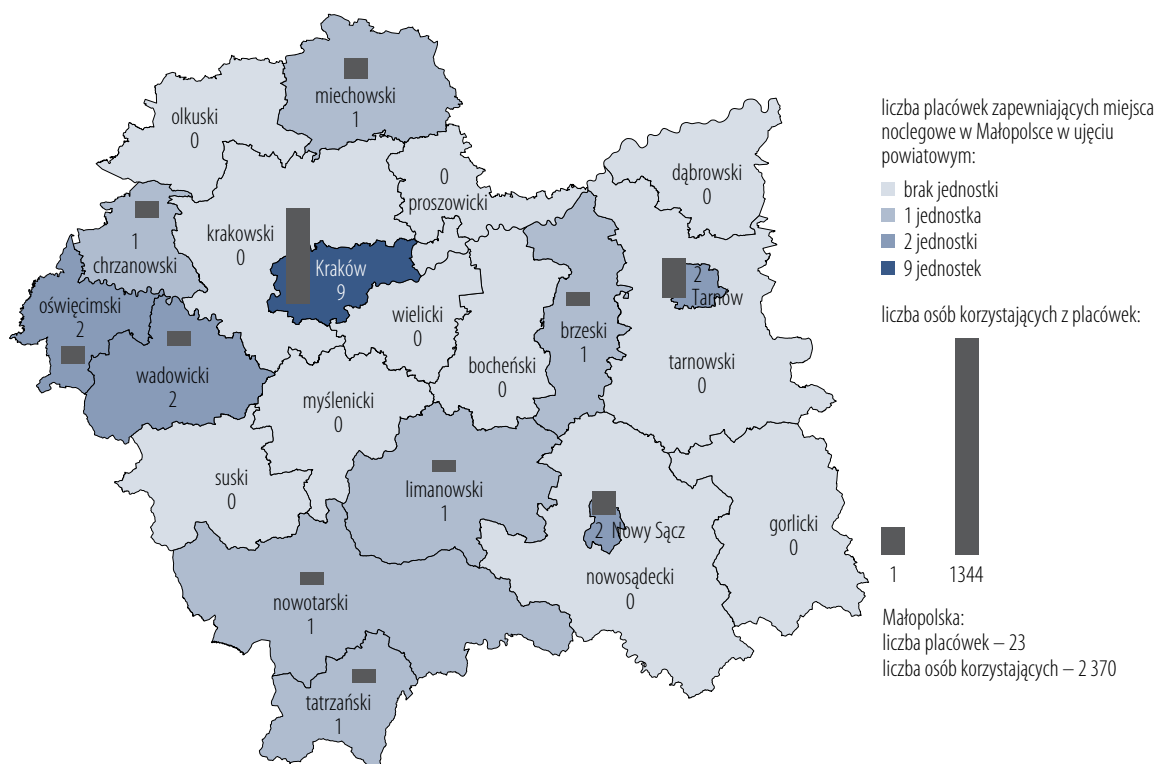 miechowski
1
olkuski
0
dąbrowski
0
0
proszowicki
krakowski
0
1
chrzanowski
Kraków
9
2
Tarnów
oświęcimski
2
wielicki
0
brzeski
1
wadowicki
2
bocheński
0
tarnowski
0
myślenicki
0
suski
0
limanowski
1
gorlicki
0
2 Nowy Sącz
nowosądecki
0
nowotarski
1
tatrzański
1
liczba placówek zapewniających miejsca
noclegowe w Małopolsce w ujęciu
powiatowym:
brak jednostki
1 jednostka
2 jednostki
9 jednostek
liczba osób korzystających z placówek:
1 1344
Małopolska:
liczba placówek – 23
liczba osób korzystających – 2 370